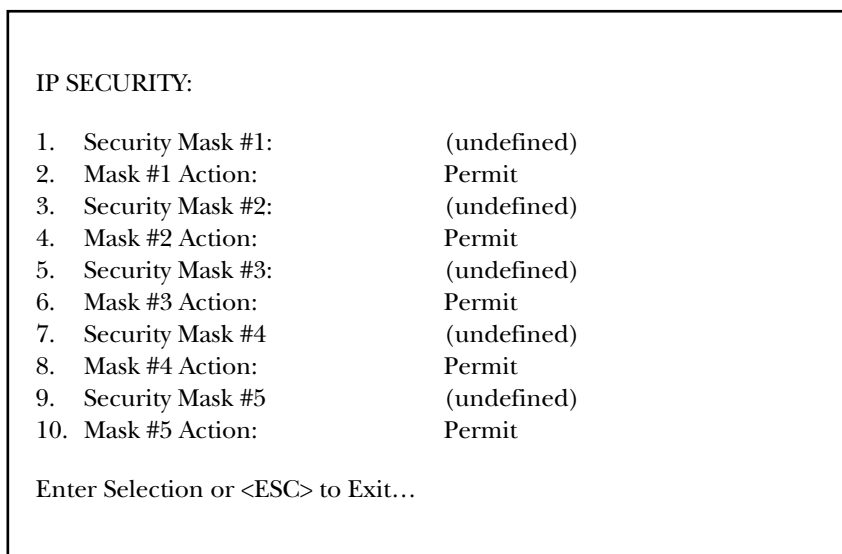 IP SECURITY:
1. Security Mask #1: (undefined)
2. Mask #1 Action: Permit
3. Security Mask #2: (undefined)
4. Mask #2 Action: Permit
5. Security Mask #3: (undefined)
6. Mask #3 Action: Permit
7. Security Mask #4 (undefined)
8. Mask #4 Action: Permit
9. Security Mask #5 (undefined)
10. Mask #5 Action: Permit
Enter Selection or <ESC> to Exit…